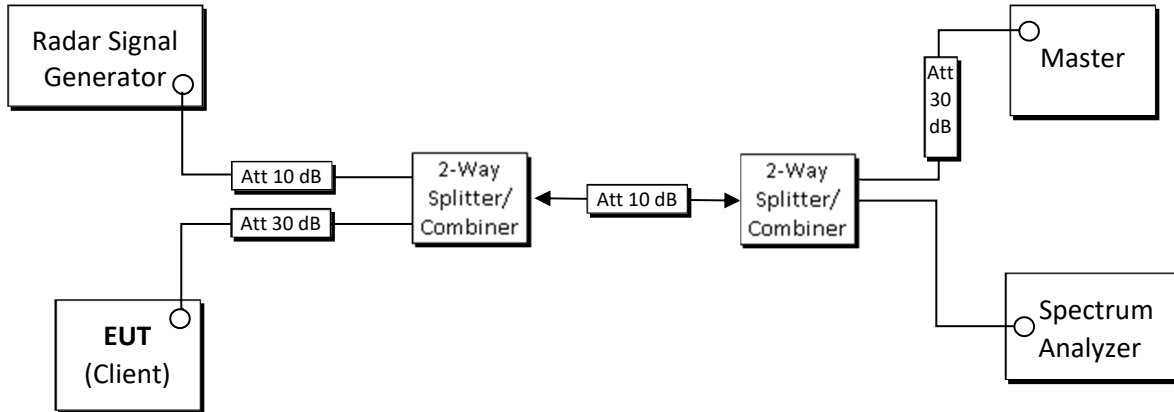 Radar Signal
Generator
Att 10 dB
Att 30 dB
EUT
(Client)
2-Way
Splitter/
Combiner
Att 10 dB
2-Way
Splitter/
Combiner
Att
30
dB
Master
Spectrum
Analyzer